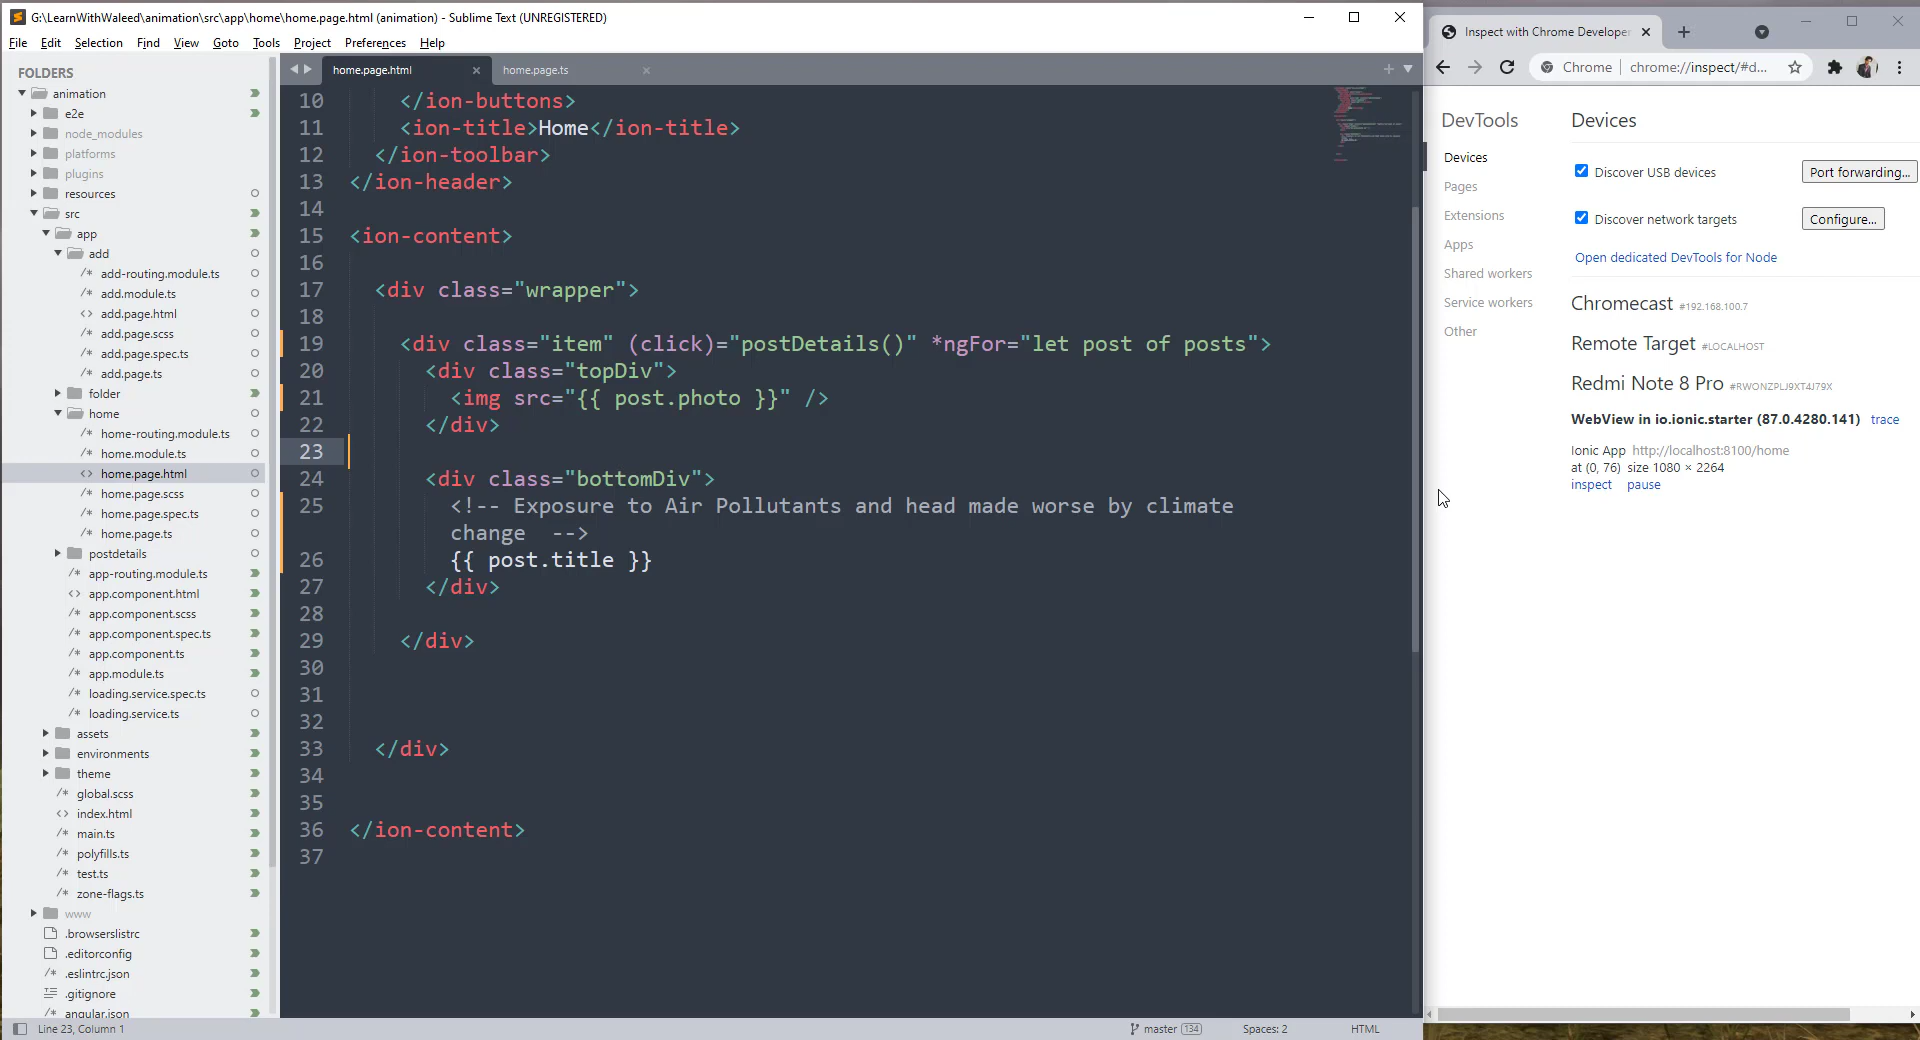 G:\LearnWithWaleed\animation\src\app\home\home.page.html (animation) - Sublime Text (UNREGISTERED)
File Edit Selection Find View Goto Tools Project Preferences Help
FOLDERS
animation
e2e
node_modules
platforms
plugins
resources
src
app
add
add-routing.module.ts
add.module.ts
add.page.html
add.page.scss
add.page.spec.ts
add.page.ts
folder
home
home-routing.module.ts
home.module.ts
home.page.html
home.page.scss
home.page.spec.ts
home.page.ts
postdetails
app-routing.module.ts
app.component.html
app.component.scss
app.component.spec.ts
app.component.ts
app.module.ts
loading.service.spec.ts
loading.service.ts
assets
environments
theme
global.scss
index.html
main.ts
polyfills.ts
test.ts
zone-flags.ts
www
.browserslistrc
.editorconfig
.eslintrc.json
.gitignore
angular.json
home.page.html home.page.ts
10 </ion-buttons>
11 <ion-title>Home</ion-title>
12 </ion-toolbar>
13 </ion-header>
14
15 <ion-content>
16
17 <div class="wrapper">
18
19 <div class="item" (click)="postDetails()" *ngFor="let post of posts">
20 <div class="topDiv">
21 <img src="{{ post.photo }}" />
22 </div>
23
24 <div class="bottomDiv">
25 <!-- Exposure to Air Pollutants and head made worse by climate
change -->
26 {{ post.title }}
27 </div>
28
29 </div>
30
31
32
33 </div>
34
35
36 </ion-content>
37
Line 23, Column 1 master 134 Spaces: 2 HTML
Inspect with Chrome Developer
Chrome chrome://inspect/#d...
DevTools
Devices
Pages
Extensions
Apps
Shared workers
Service workers
Other
Devices
Discover USB devices Port forwarding...
Discover network targets Configure...
Open dedicated DevTools for Node
Chromecast #192.168.100.7
Remote Target #LOCALHOST
Redmi Note 8 Pro #RWONZPLJ9XT4J79X
WebView in io.ionic.starter (87.0.4280.141) trace
Ionic App http://localhost:8100/home
at (0, 76) size 1080 × 2264
inspect pause